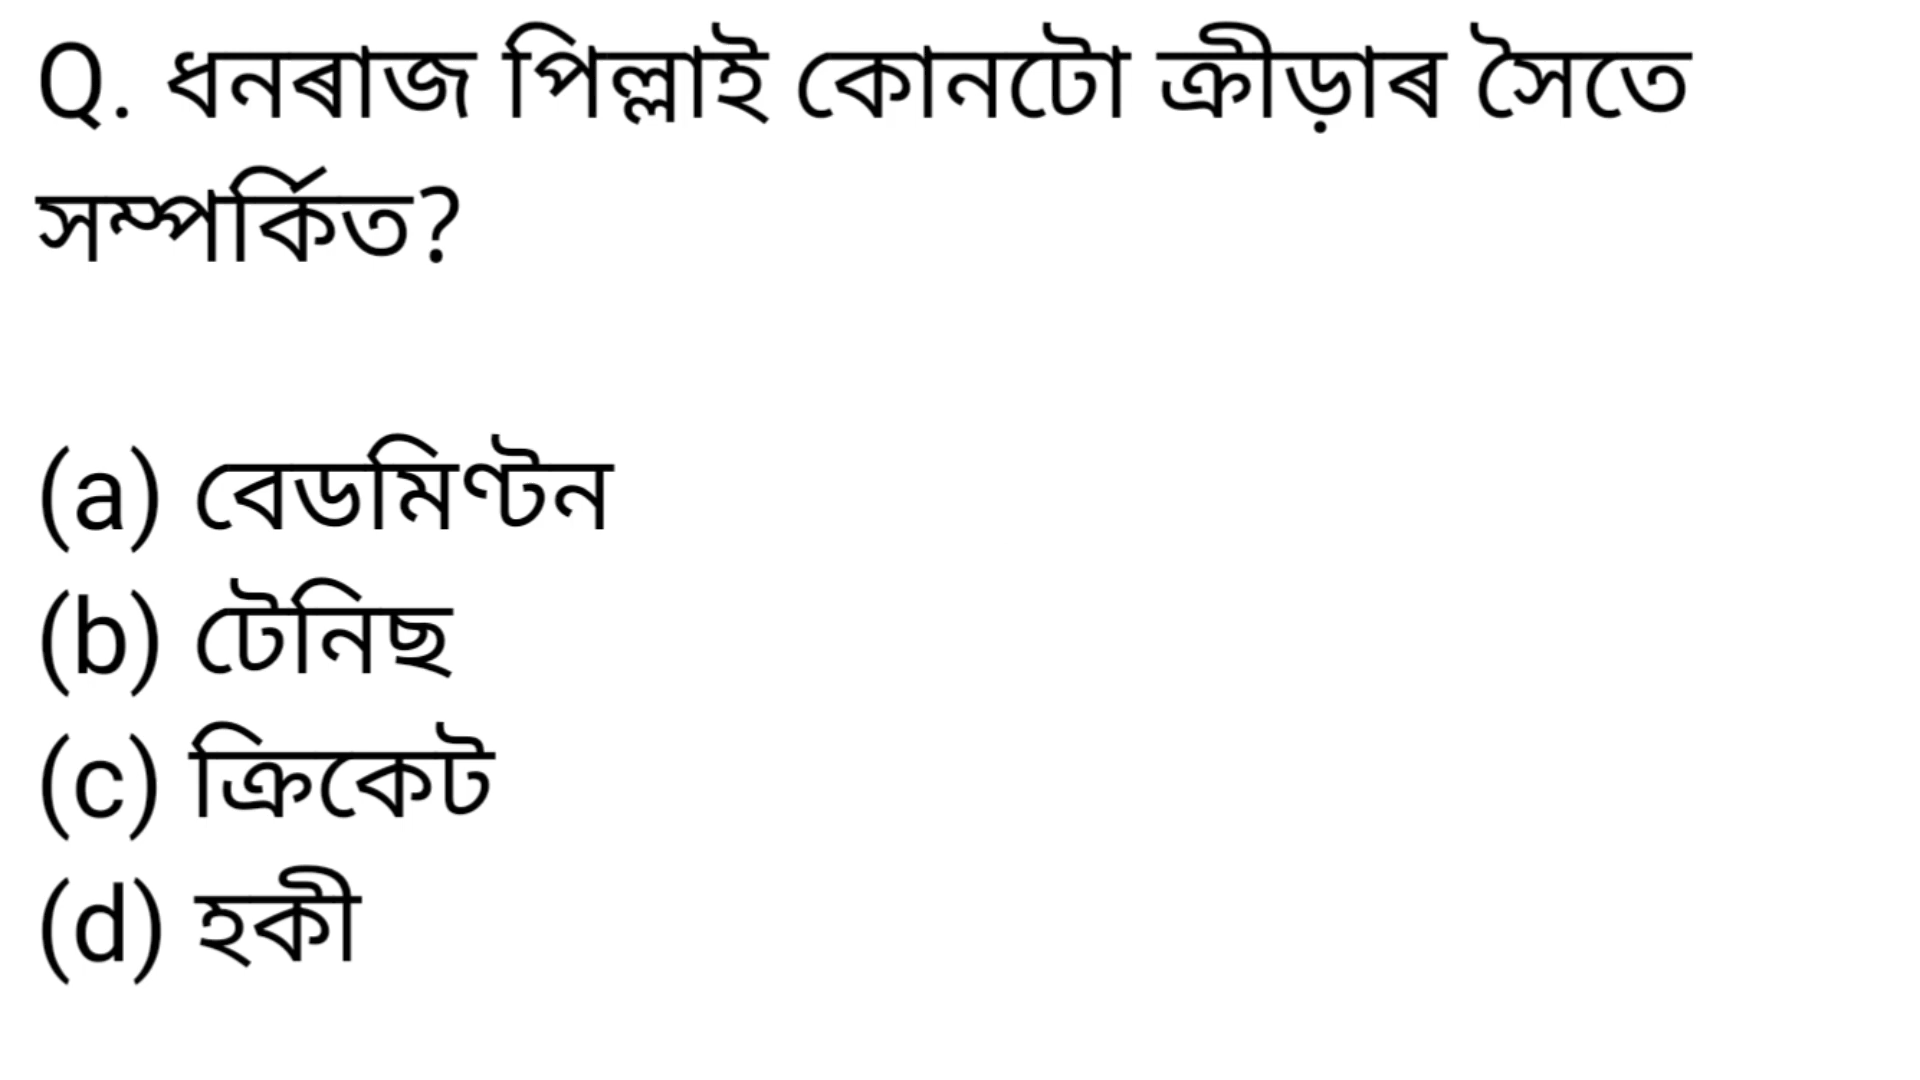 Q. ধনৰাজ পিল্লাই কোনটো ক্ৰীড়াৰ সৈতে
সম্পৰ্কিত?
(a) বেডমিণ্টন
(b) টেনিছ
(c) ক্ৰিকেট
(d) হকী